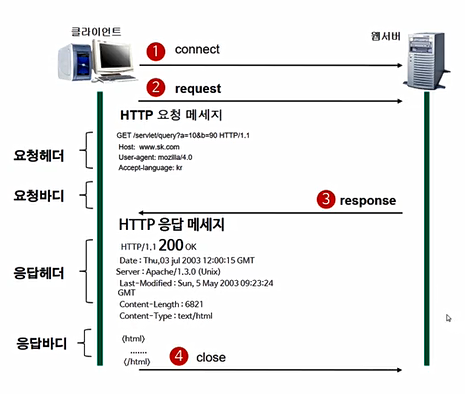 클라이언트
웹서버
1 connect
2 request
HTTP 요청 메세지
요청헤더
GET /servlet/query?a=10&b=90 HTTP/1.1
Host: www.sk.com
User-agent: mozilla/4.0
Accept-language: kr
요청바디
3 response
HTTP 응답 메세지
응답헤더
HTTP/1.1 200 OK
Date : Thu,03 jul 2003 12:00:15 GMT
Server : Apache/1.3.0 (Unix)
Last-Modified : Sun, 5 May 2003 09:23:24
GMT
Content-Length : 6821
Content-Type : text/html
응답바디
⟨html⟩
.......
⟨/html⟩
4 close